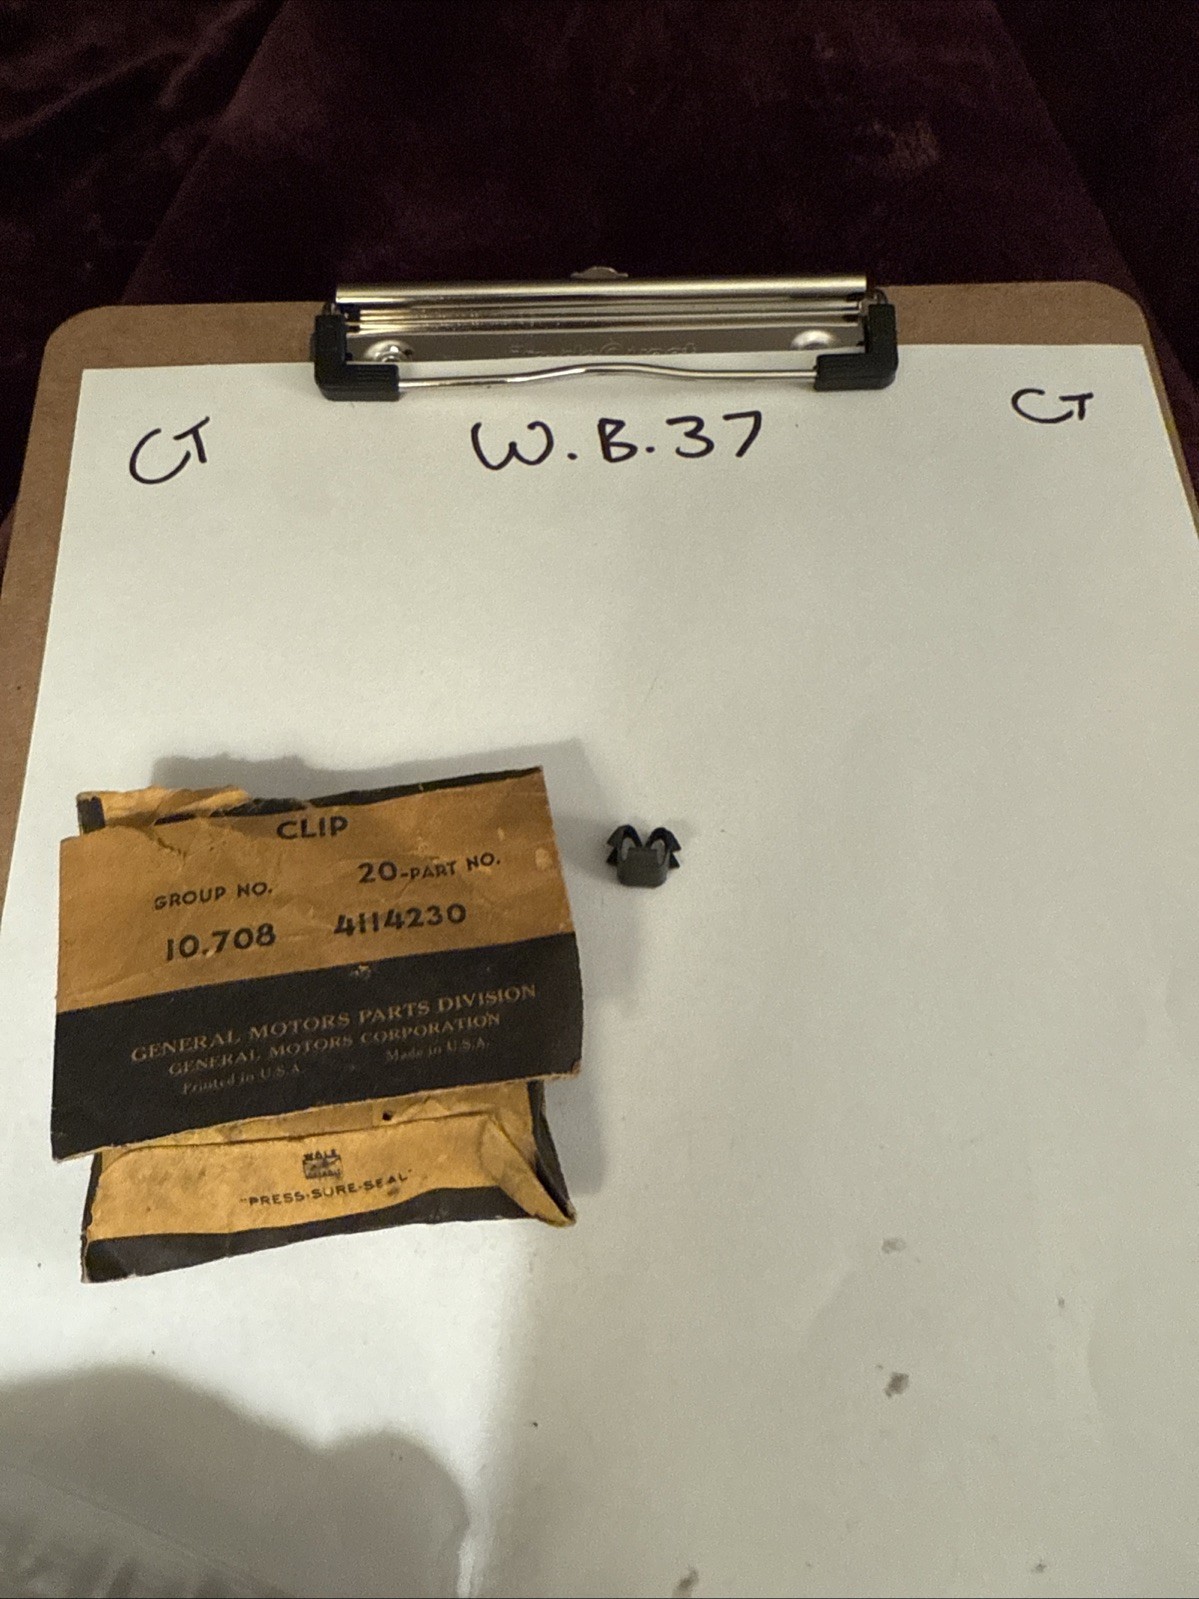 CT W.B.37 CT
CLIP
GROUP NO. 20-PART NO.
10.708 4114230
GENERAL MOTORS PARTS DIVISION
GENERAL MOTORS CORPORATION
Printed in U.S.A. Made in U.S.A.
"PRESS-SURE-SEAL"